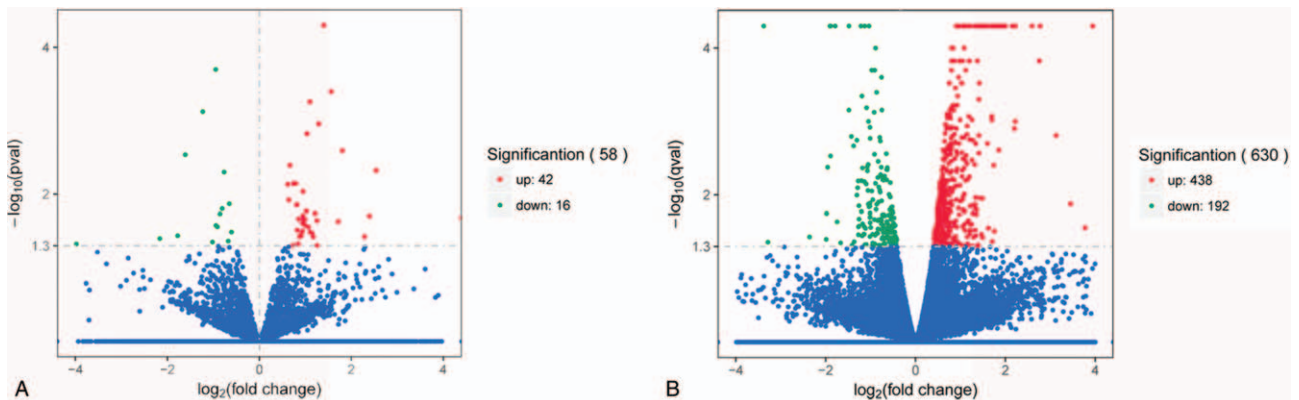 4
2
1.3
−log10(pval)
−4
−2
0
2
4
log2(fold change)
A
Significantion ( 58 )
up: 42
down: 16
4
2
1.3
−log10(qval)
−4
−2
0
2
4
log2(fold change)
B
Significantion ( 630 )
up: 438
down: 192